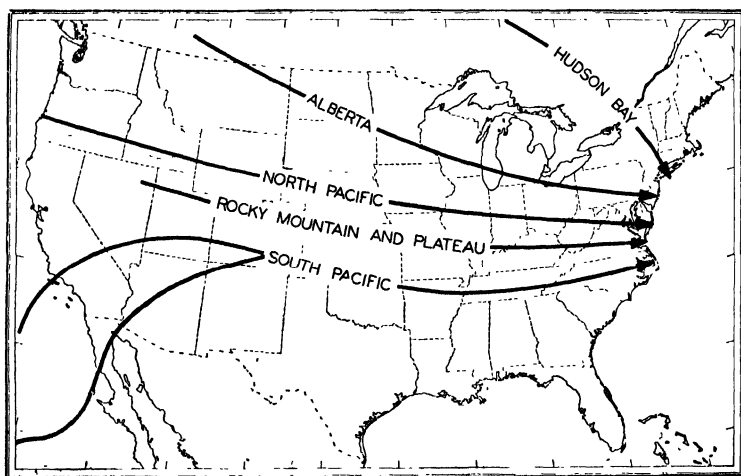 HUDSON BAY
ALBERTA
NORTH PACIFIC
ROCKY MOUNTAIN AND PLATEAU
SOUTH PACIFIC